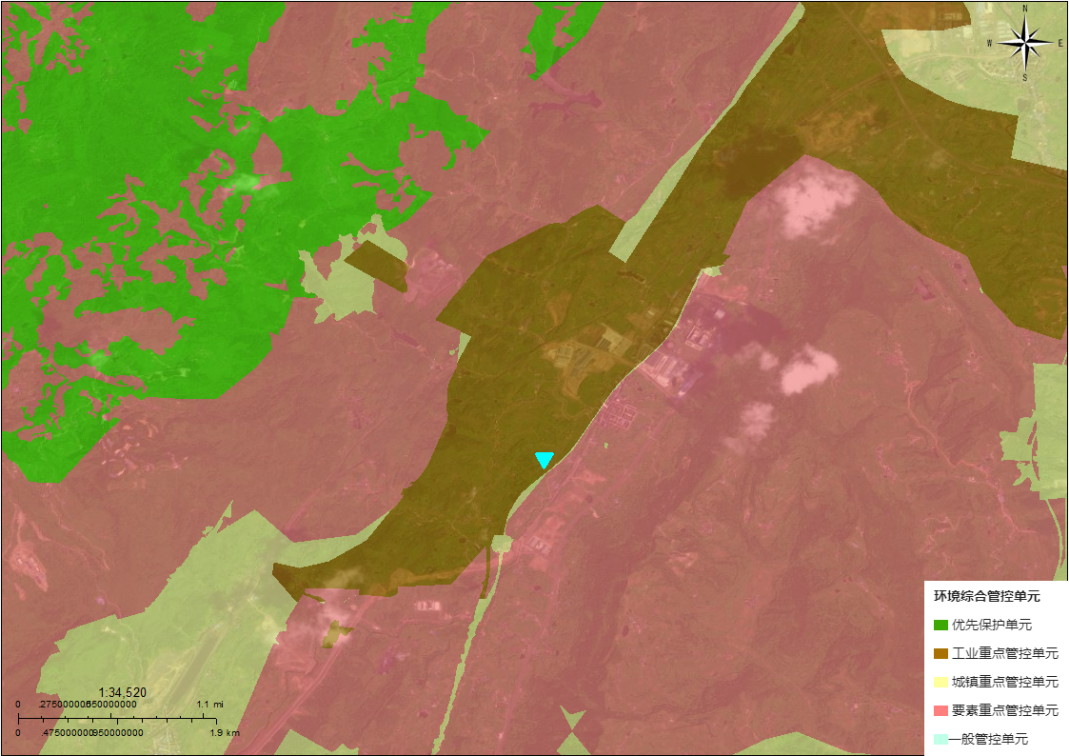 N
W E
S
环境综合管控单元
优先保护单元
工业重点管控单元
城镇重点管控单元
要素重点管控单元
一般管控单元
1:34,520
0 1.1 mi
0 1.9 km